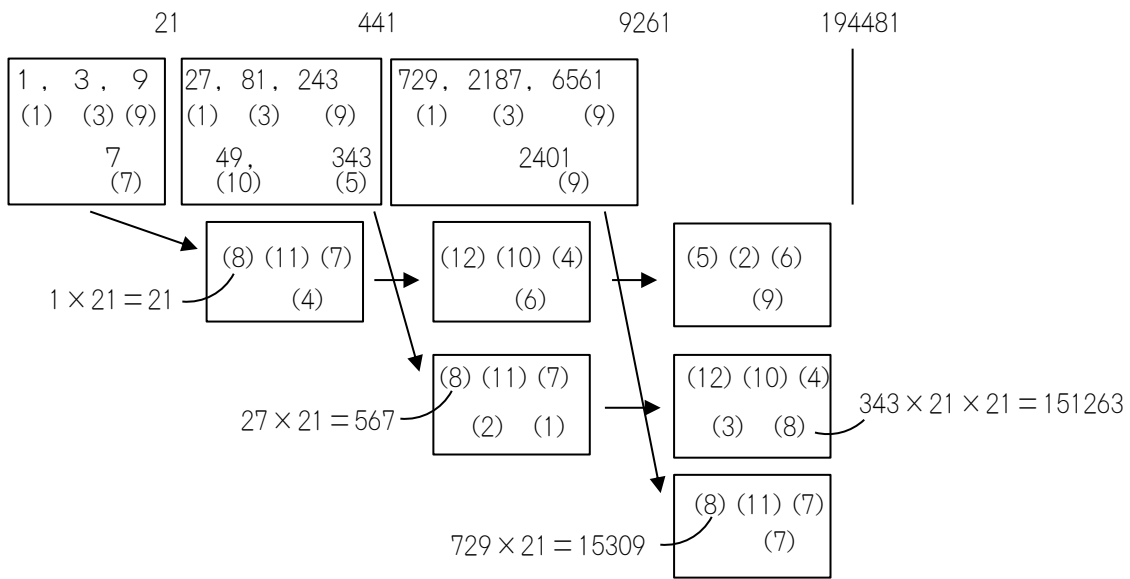 21 441 9261 194481
1, 3, 9 27, 81, 243 729, 2187, 6561
(1) (3) (9) (1) (3) (9) (1) (3) (9)
7 49, 343 2401
(7) (10) (5) (9)
(8) (11) (7) (12) (10) (4) (5) (2) (6)
1×21=21 (4) (6) (9)
(8) (11) (7) (12) (10) (4)
27×21=567 (2) (1) (3) (8) 343×21×21=151263
(8) (11) (7)
729×21=15309 (7)